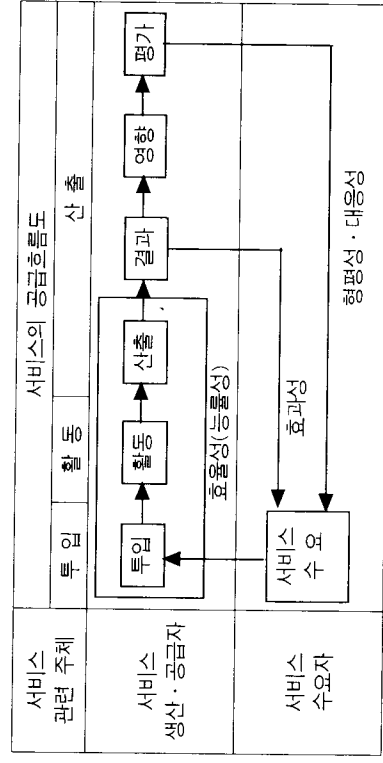 서비스
관련 주체
서비스의 공급흐름도
투 입
활 동
산 출
서비스
생산 · 공급자
투입
활동
산출
결과
영향
평가
효율성(능률성)
서비스
수요자
서비스
수 요
효과성
형평선 · 대응성